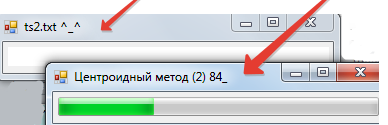 ts2.txt ^_^
Центроидный метод (2) 84_